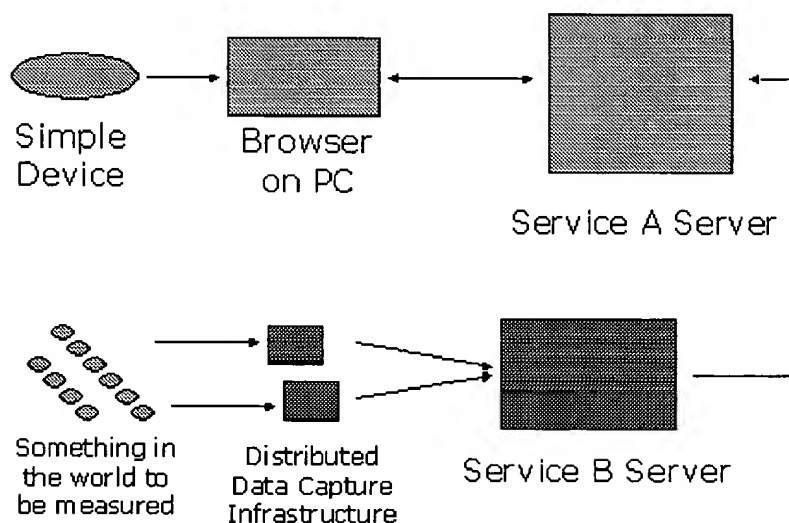 Simple
Device
Browser
on PC
Service A Server
Something in
the world to
be measured
Distributed
Data Capture
Infrastructure
Service B Server